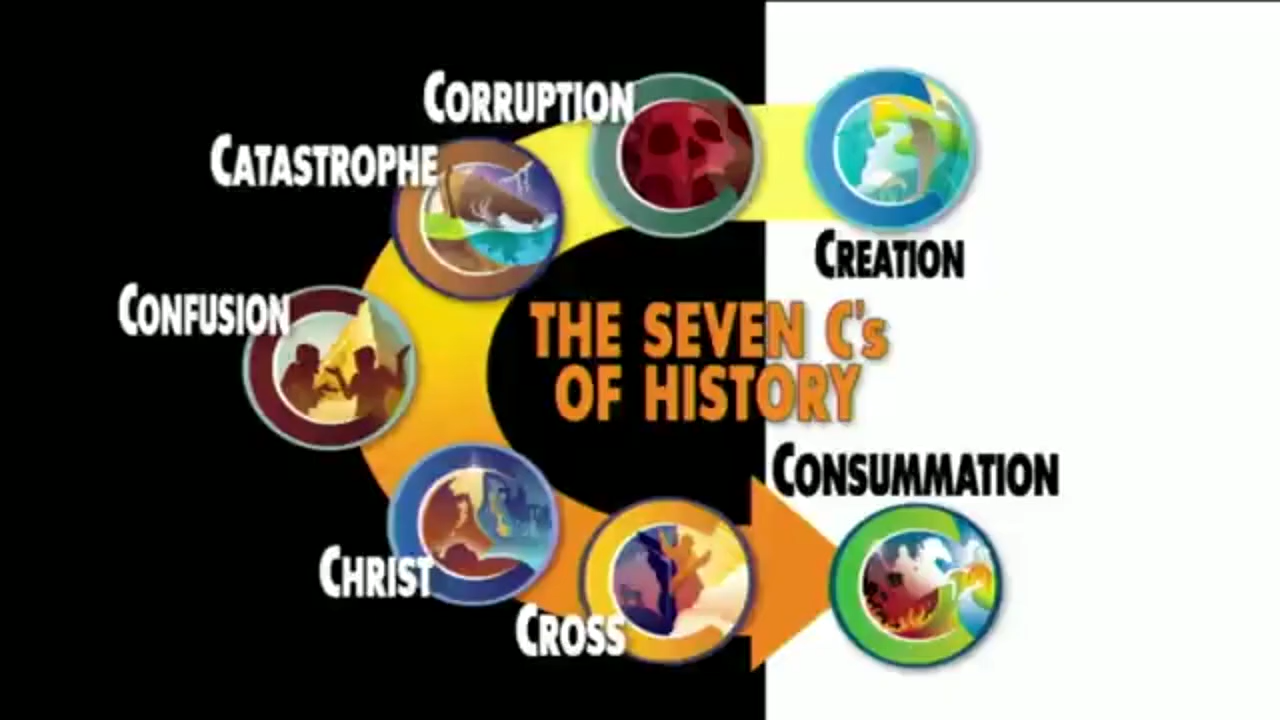 CORRUPTION
CATASTROPHE
CREATION
CONFUSION
THE SEVEN C's
OF HISTORY
CONSUMMATION
CHRIST
CROSS